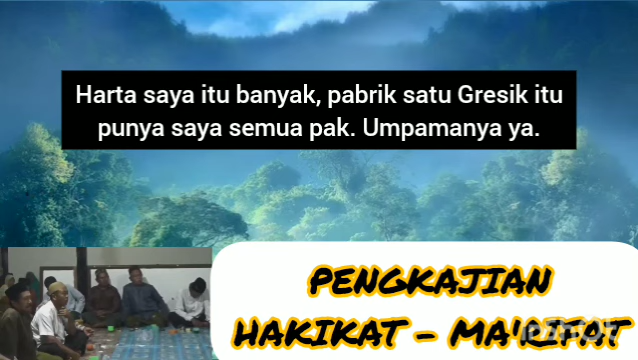 Harta saya itu banyak, pabrik satu Gresik itu
punya saya semua pak. Umpamanya ya.
PENGKAJIAN
HAKIKAT - MA'RIFAT